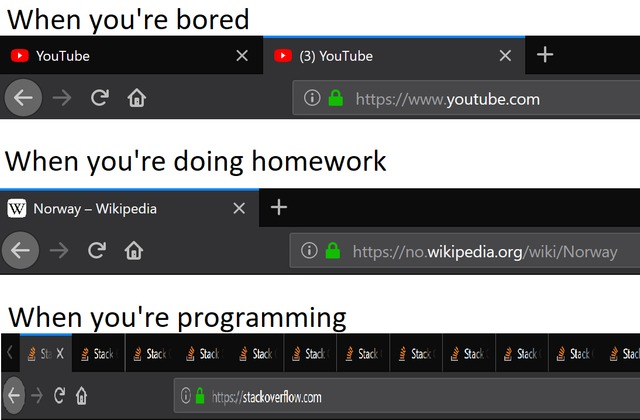 When you're bored
YouTube (3) YouTube
https://www.youtube.com
When you're doing homework
W Norway – Wikipedia
https://no.wikipedia.org/wiki/Norway
When you're programming
Sta Stack Stack Stack Stack Stack Stack Stack Stack Stack Stack Stack
https://stackoverflow.com